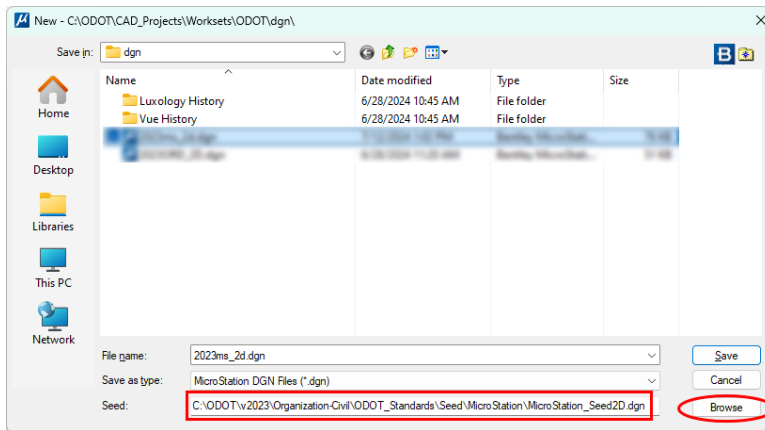 New - C:\ODOT\CAD_Projects\Worksets\ODOT\dgn\
Save in: dgn
Name Date modified Type Size
Luxology History 6/28/2024 10:45 AM File folder
Vue History 6/28/2024 10:45 AM File folder
Home
Desktop
Libraries
This PC
Network
File name: 2023ms_2d.dgn Save
Save as type: MicroStation DGN Files (*.dgn) Cancel
Seed: C:\ODOT\v2023\Organization-Civil\ODOT_Standards\Seed\MicroStation\MicroStation_Seed2D.dgn Browse